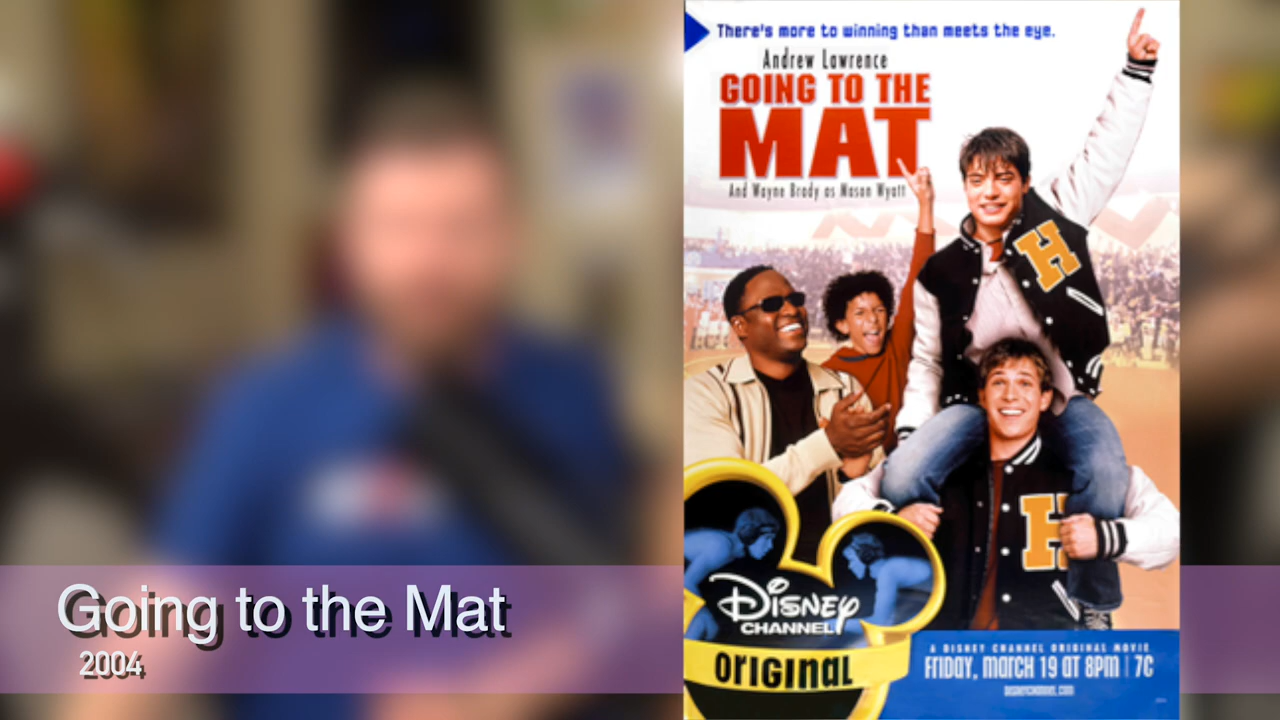 There's more to winning than meets the eye.
Andrew Lawrence
GOING TO THE
MAT
And Wayne Brady as Mason Wyatt
H
H
DISNEY
CHANNEL
ORIGINAL
A DISNEY CHANNEL ORIGINAL MOVIE
FRIDAY, MARCH 19 AT 8PM | 7C
Going to the Mat
2004